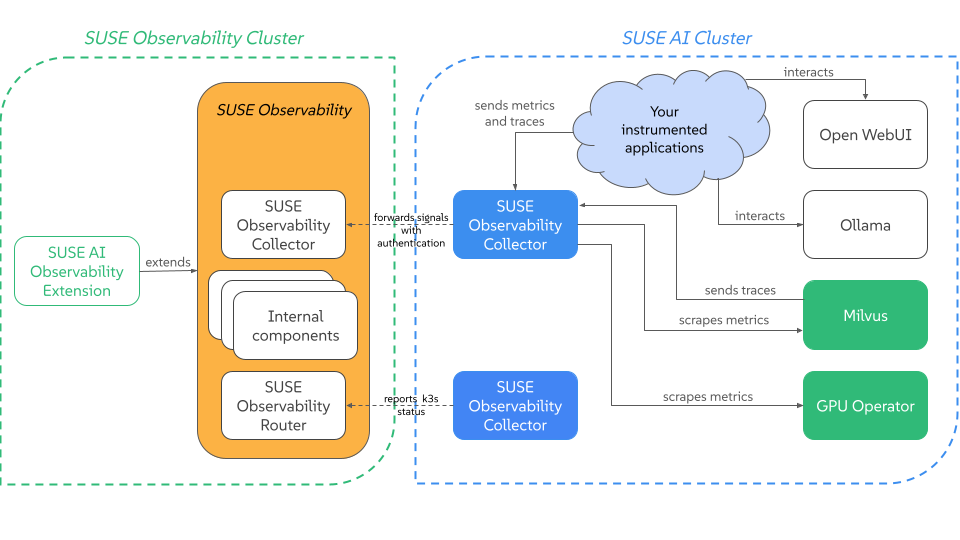 SUSE Observability Cluster
SUSE AI Cluster
SUSE Observability
SUSE AI
Observability
Extension
extends
SUSE
Observability
Collector
Internal
components
SUSE
Observability
Router
forwards signals
with
authentication
reports k3s
status
sends metrics
and traces
Your
instrumented
applications
interacts
Open WebUI
SUSE
Observability
Collector
interacts
Ollama
sends traces
Milvus
scrapes metrics
SUSE
Observability
Collector
scrapes metrics
GPU Operator